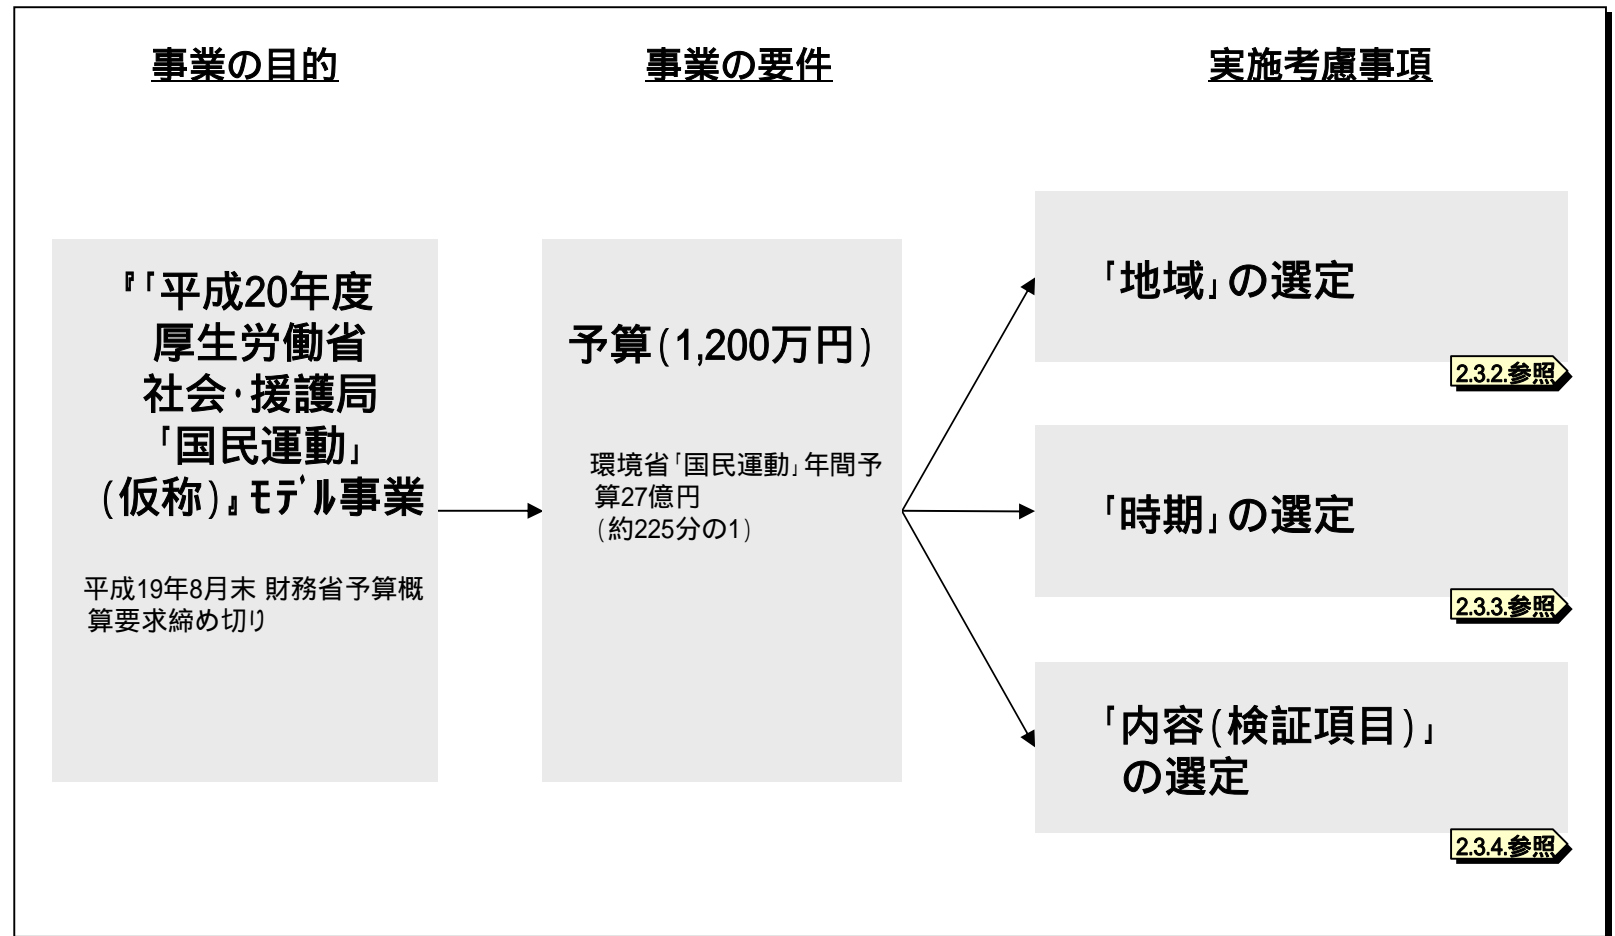 事業の目的
事業の要件
実施考慮事項
『「平成20年度
厚生労働省
社会・援護局
「国民運動」
(仮称)』ﾓﾃﾞﾙ事業
平成19年8月末 財務省予算概
算要求締め切り
予算(1,200万円)
環境省「国民運動」年間予
算27億円
(約225分の1)
「地域」の選定
2.3.2.参照
「時期」の選定
2.3.3.参照
「内容(検証項目)」
の選定
2.3.4.参照